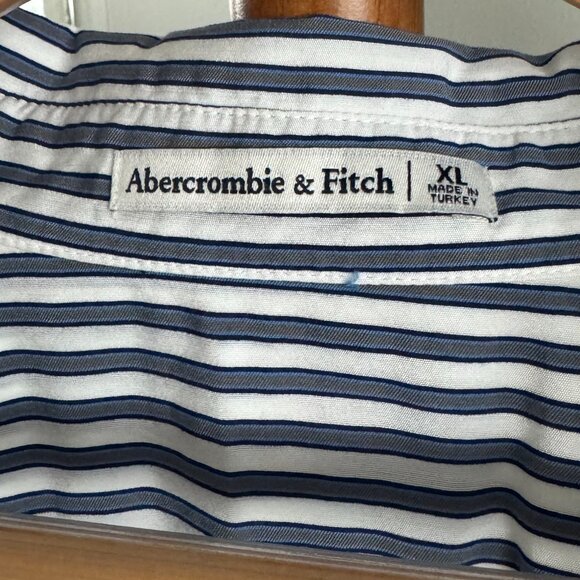 Abercrombie & Fitch | XL
MADE IN
TURKEY